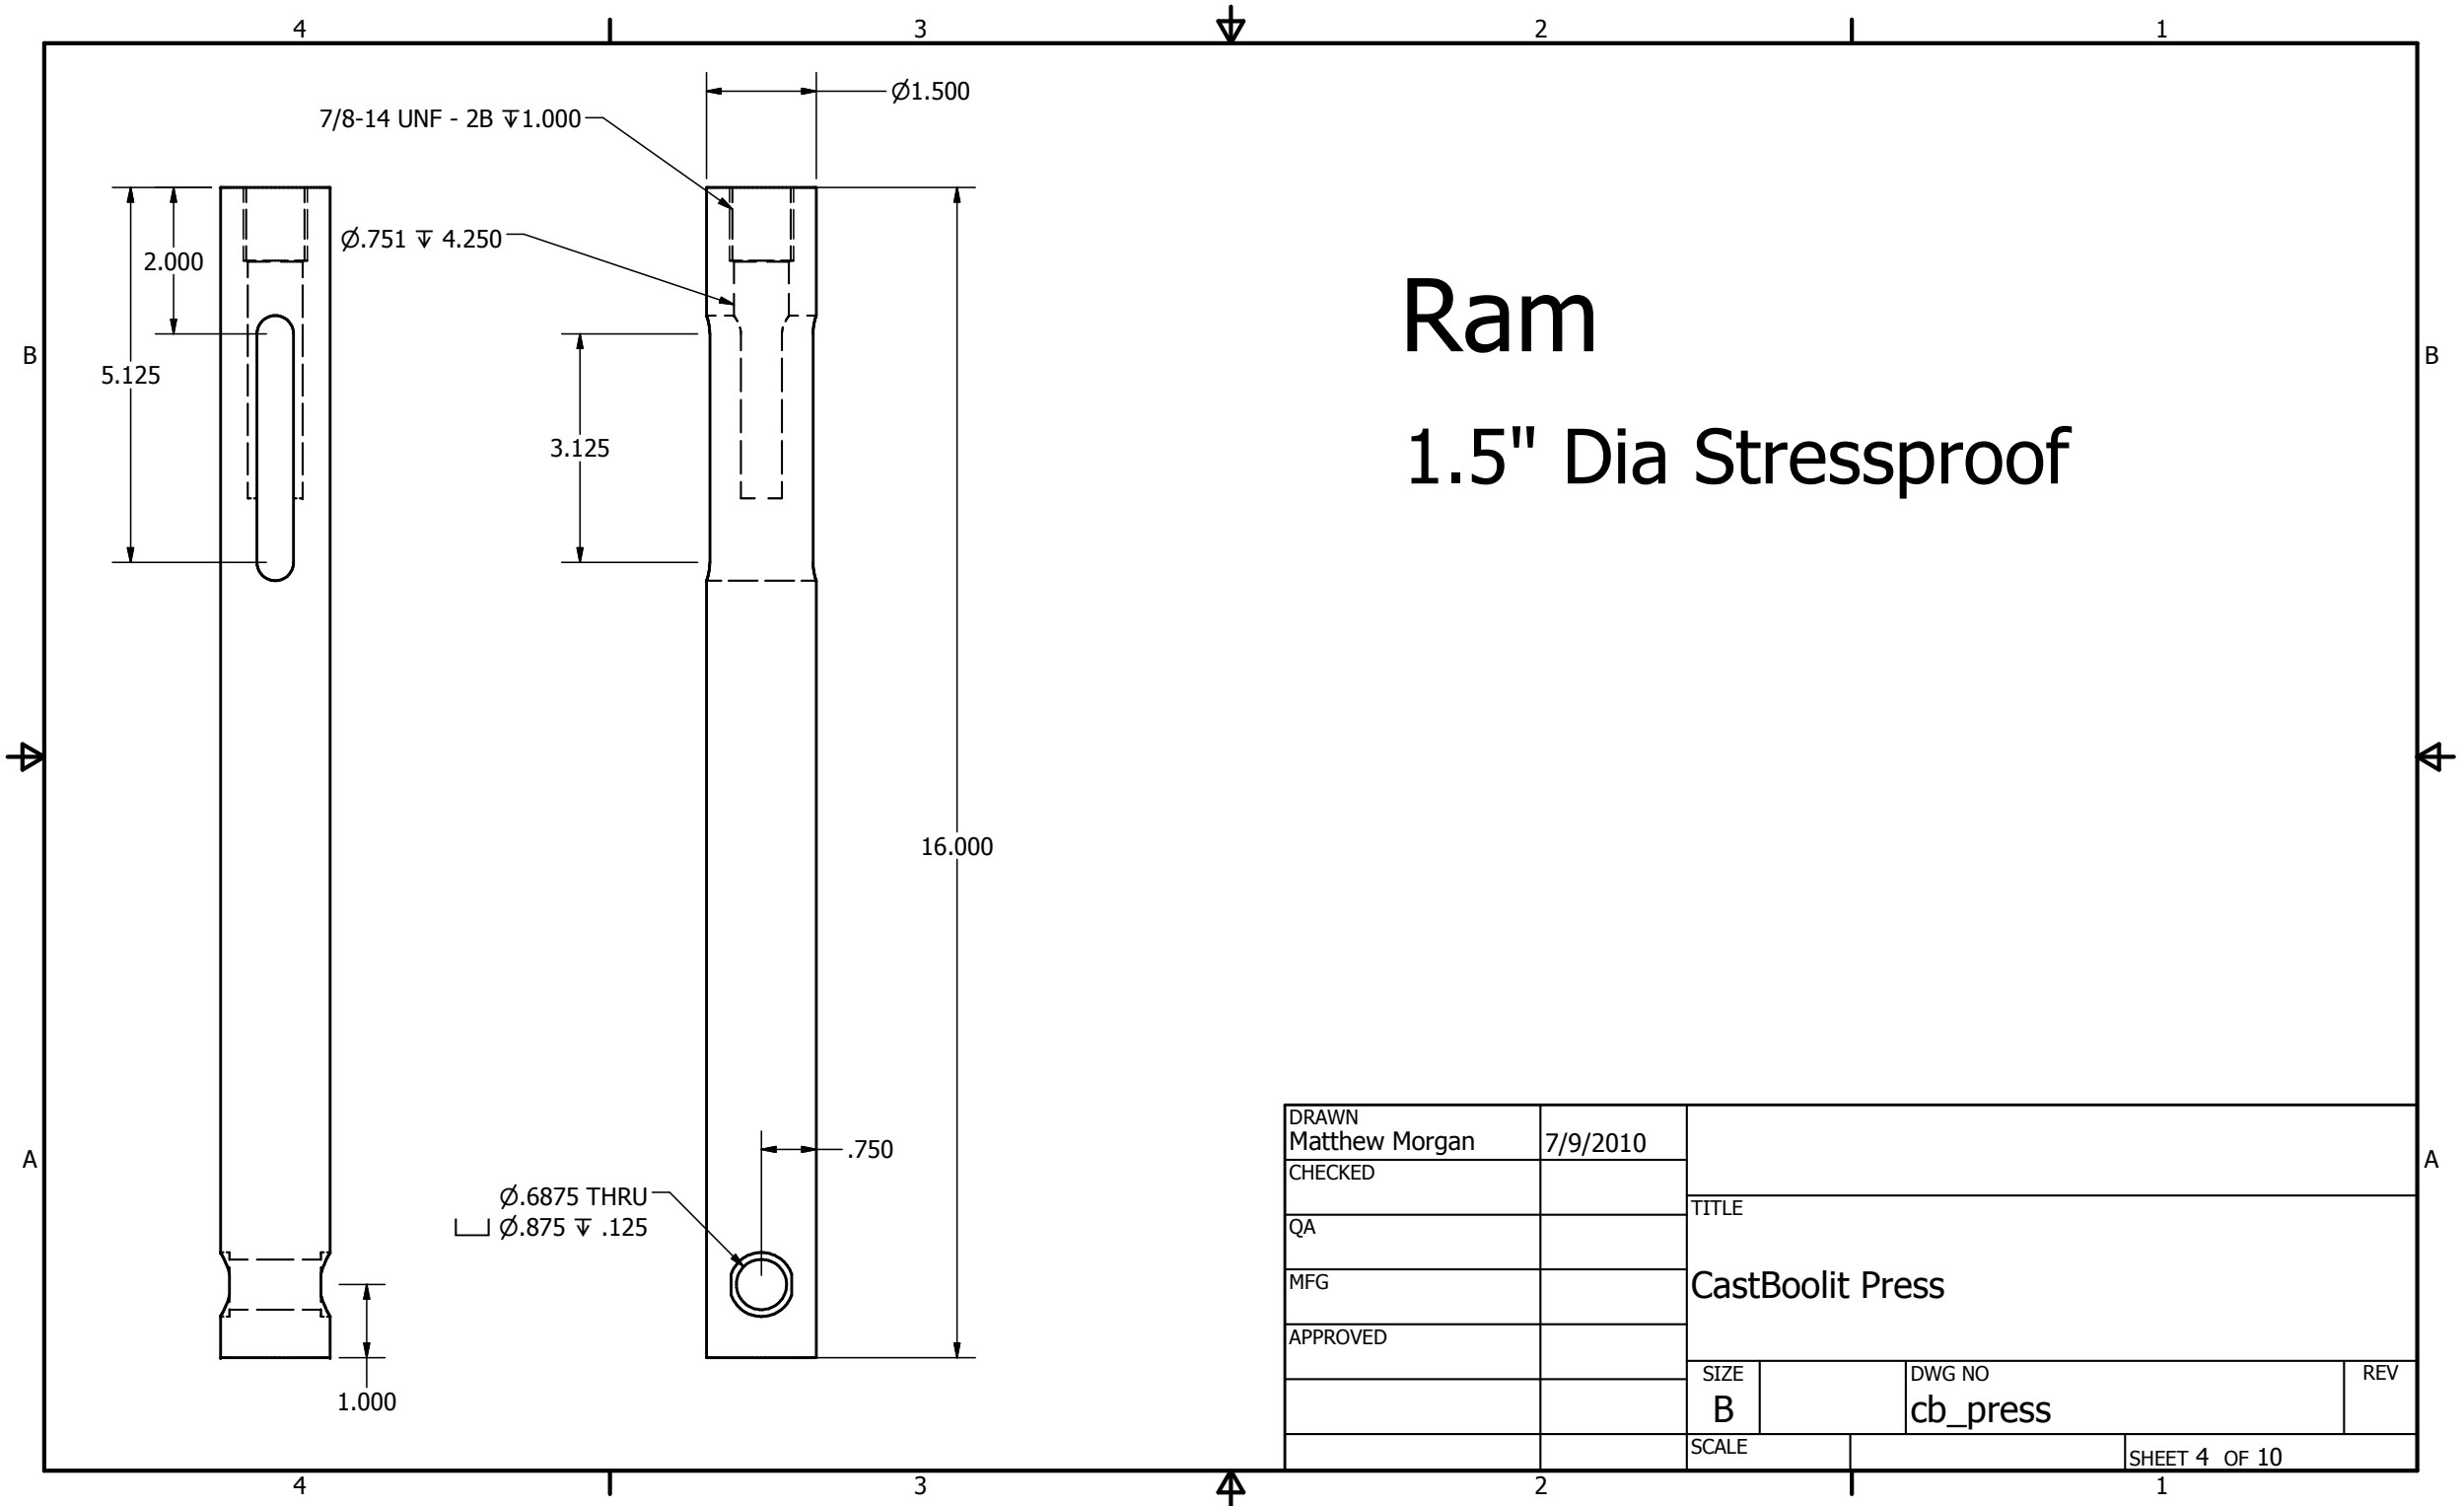 4 3 2 1
⌀1.500
7/8-14 UNF - 2B ↧1.000
⌀.751 ↧ 4.250
2.000
5.125
3.125
B B
Ram
1.5" Dia Stressproof
16.000
.750
A A
⌀.6875 THRU
⌴ ⌀.875 ↧ .125
1.000
DRAWN
Matthew Morgan 7/9/2010
CHECKED
QA
MFG
APPROVED
TITLE
CastBoolit Press
SIZE
B
DWG NO
cb_press
REV
SCALE
SHEET 4 OF 10
4 3 2 1